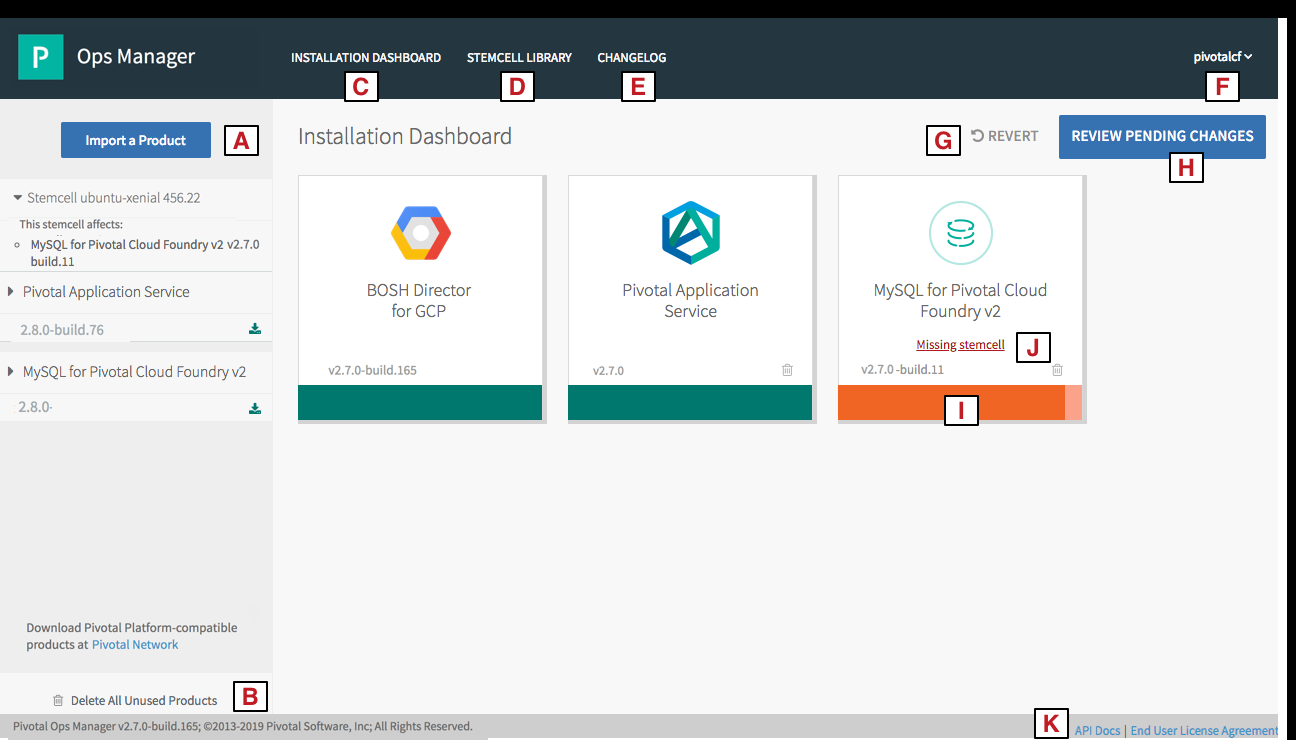 P Ops Manager
INSTALLATION DASHBOARD STEMCELL LIBRARY CHANGELOG pivotalcf
C D E F
Import a Product A
Installation Dashboard
G REVERT REVIEW PENDING CHANGES
H
Stemcell ubuntu-xenial 456.22
This stemcell affects:
MySQL for Pivotal Cloud Foundry v2 v2.7.0
build.11
Pivotal Application Service
2.8.0-build.76
MySQL for Pivotal Cloud Foundry v2
2.8.0-
BOSH Director
for GCP
v2.7.0-build.165
Pivotal Application
Service
v2.7.0
MySQL for Pivotal Cloud
Foundry v2
Missing stemcell J
v2.7.0 -build.11
I
Download Pivotal Platform-compatible
products at Pivotal Network
Delete All Unused Products B
Pivotal Ops Manager v2.7.0-build.165; ©2013-2019 Pivotal Software, Inc; All Rights Reserved.
K API Docs | End User License Agreement